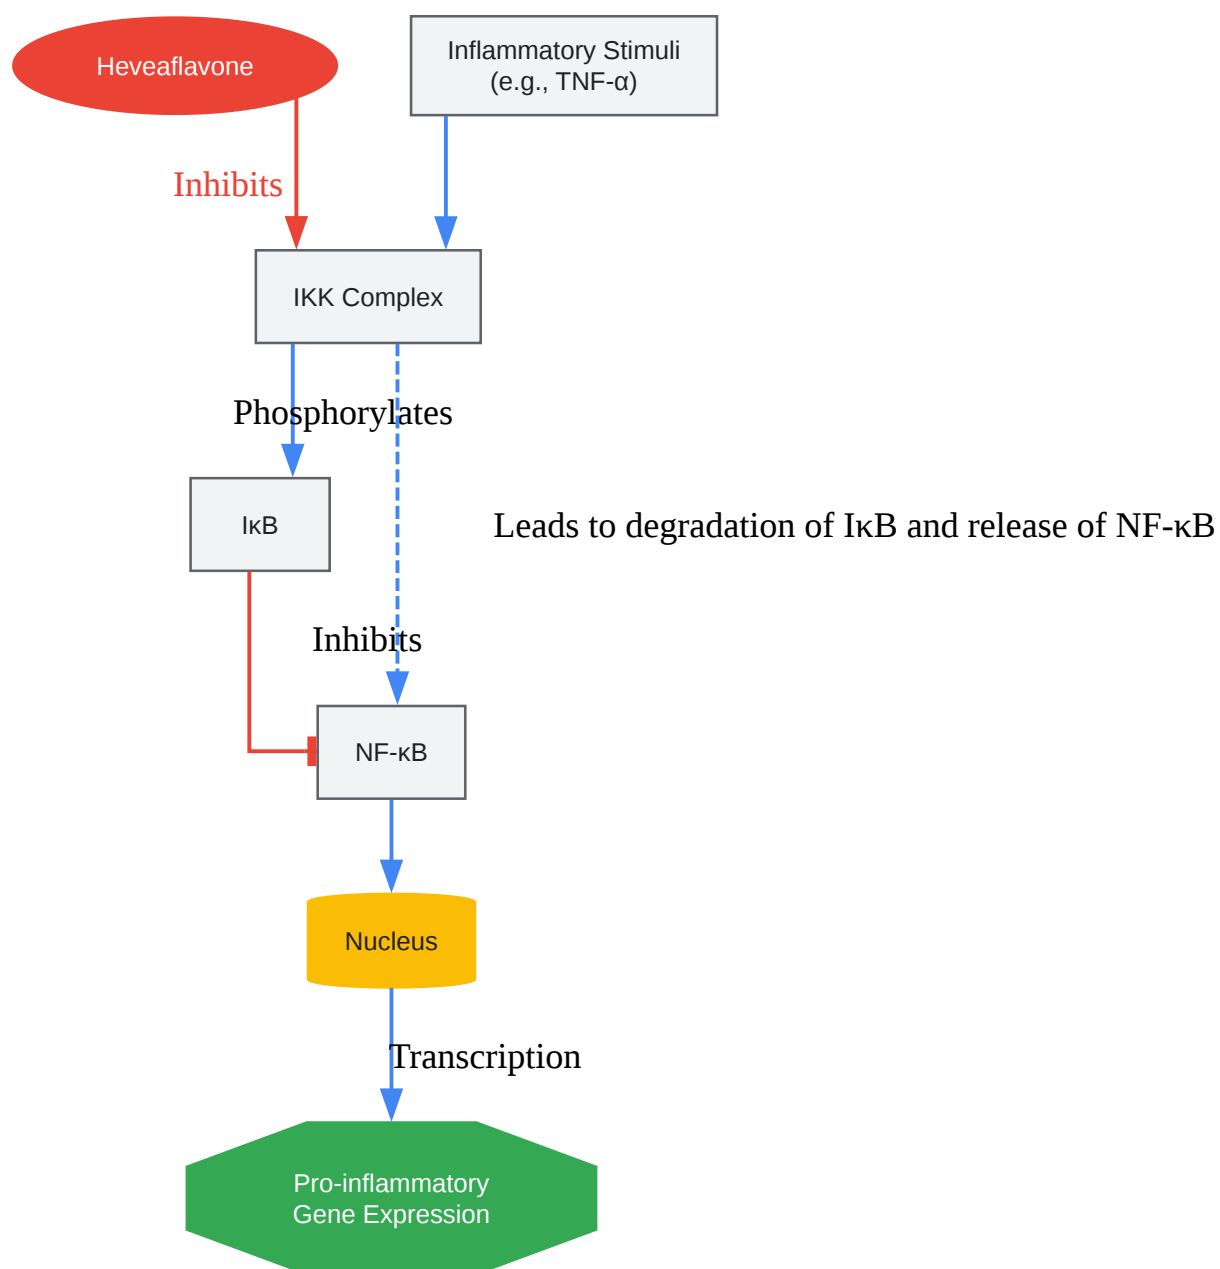 Heveaflavone
Inflammatory Stimuli
(e.g., TNF-α)
Inhibits
IKK Complex
Phosphorylates
IκB
Leads to degradation of IκB and release of NF-κB
Inhibits
NF-κB
Nucleus
Transcription
Pro-inflammatory
Gene Expression